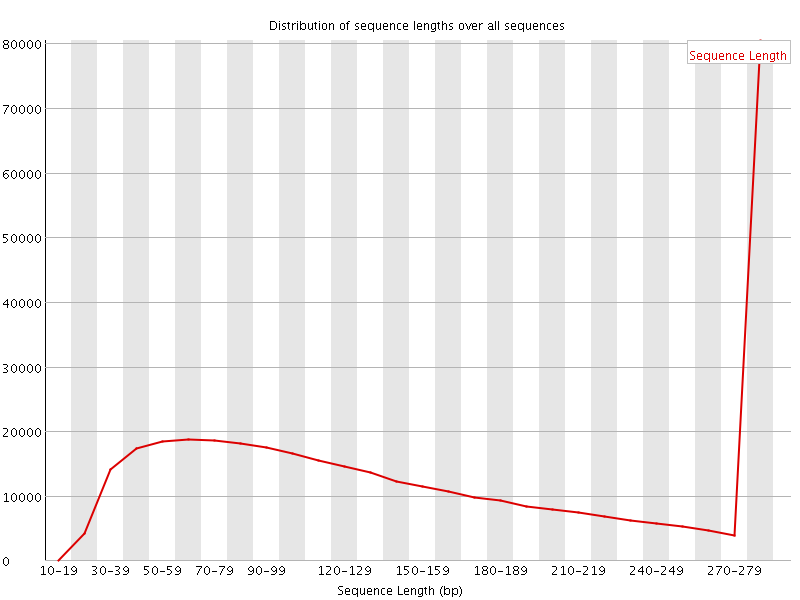 Distribution of sequence lengths over all sequences
Sequence Length
80000
70000
60000
50000
40000
30000
20000
10000
0
10-19 30-39 50-59 70-79 90-99 120-129 150-159 180-189 210-219 240-249 270-279
Sequence Length (bp)